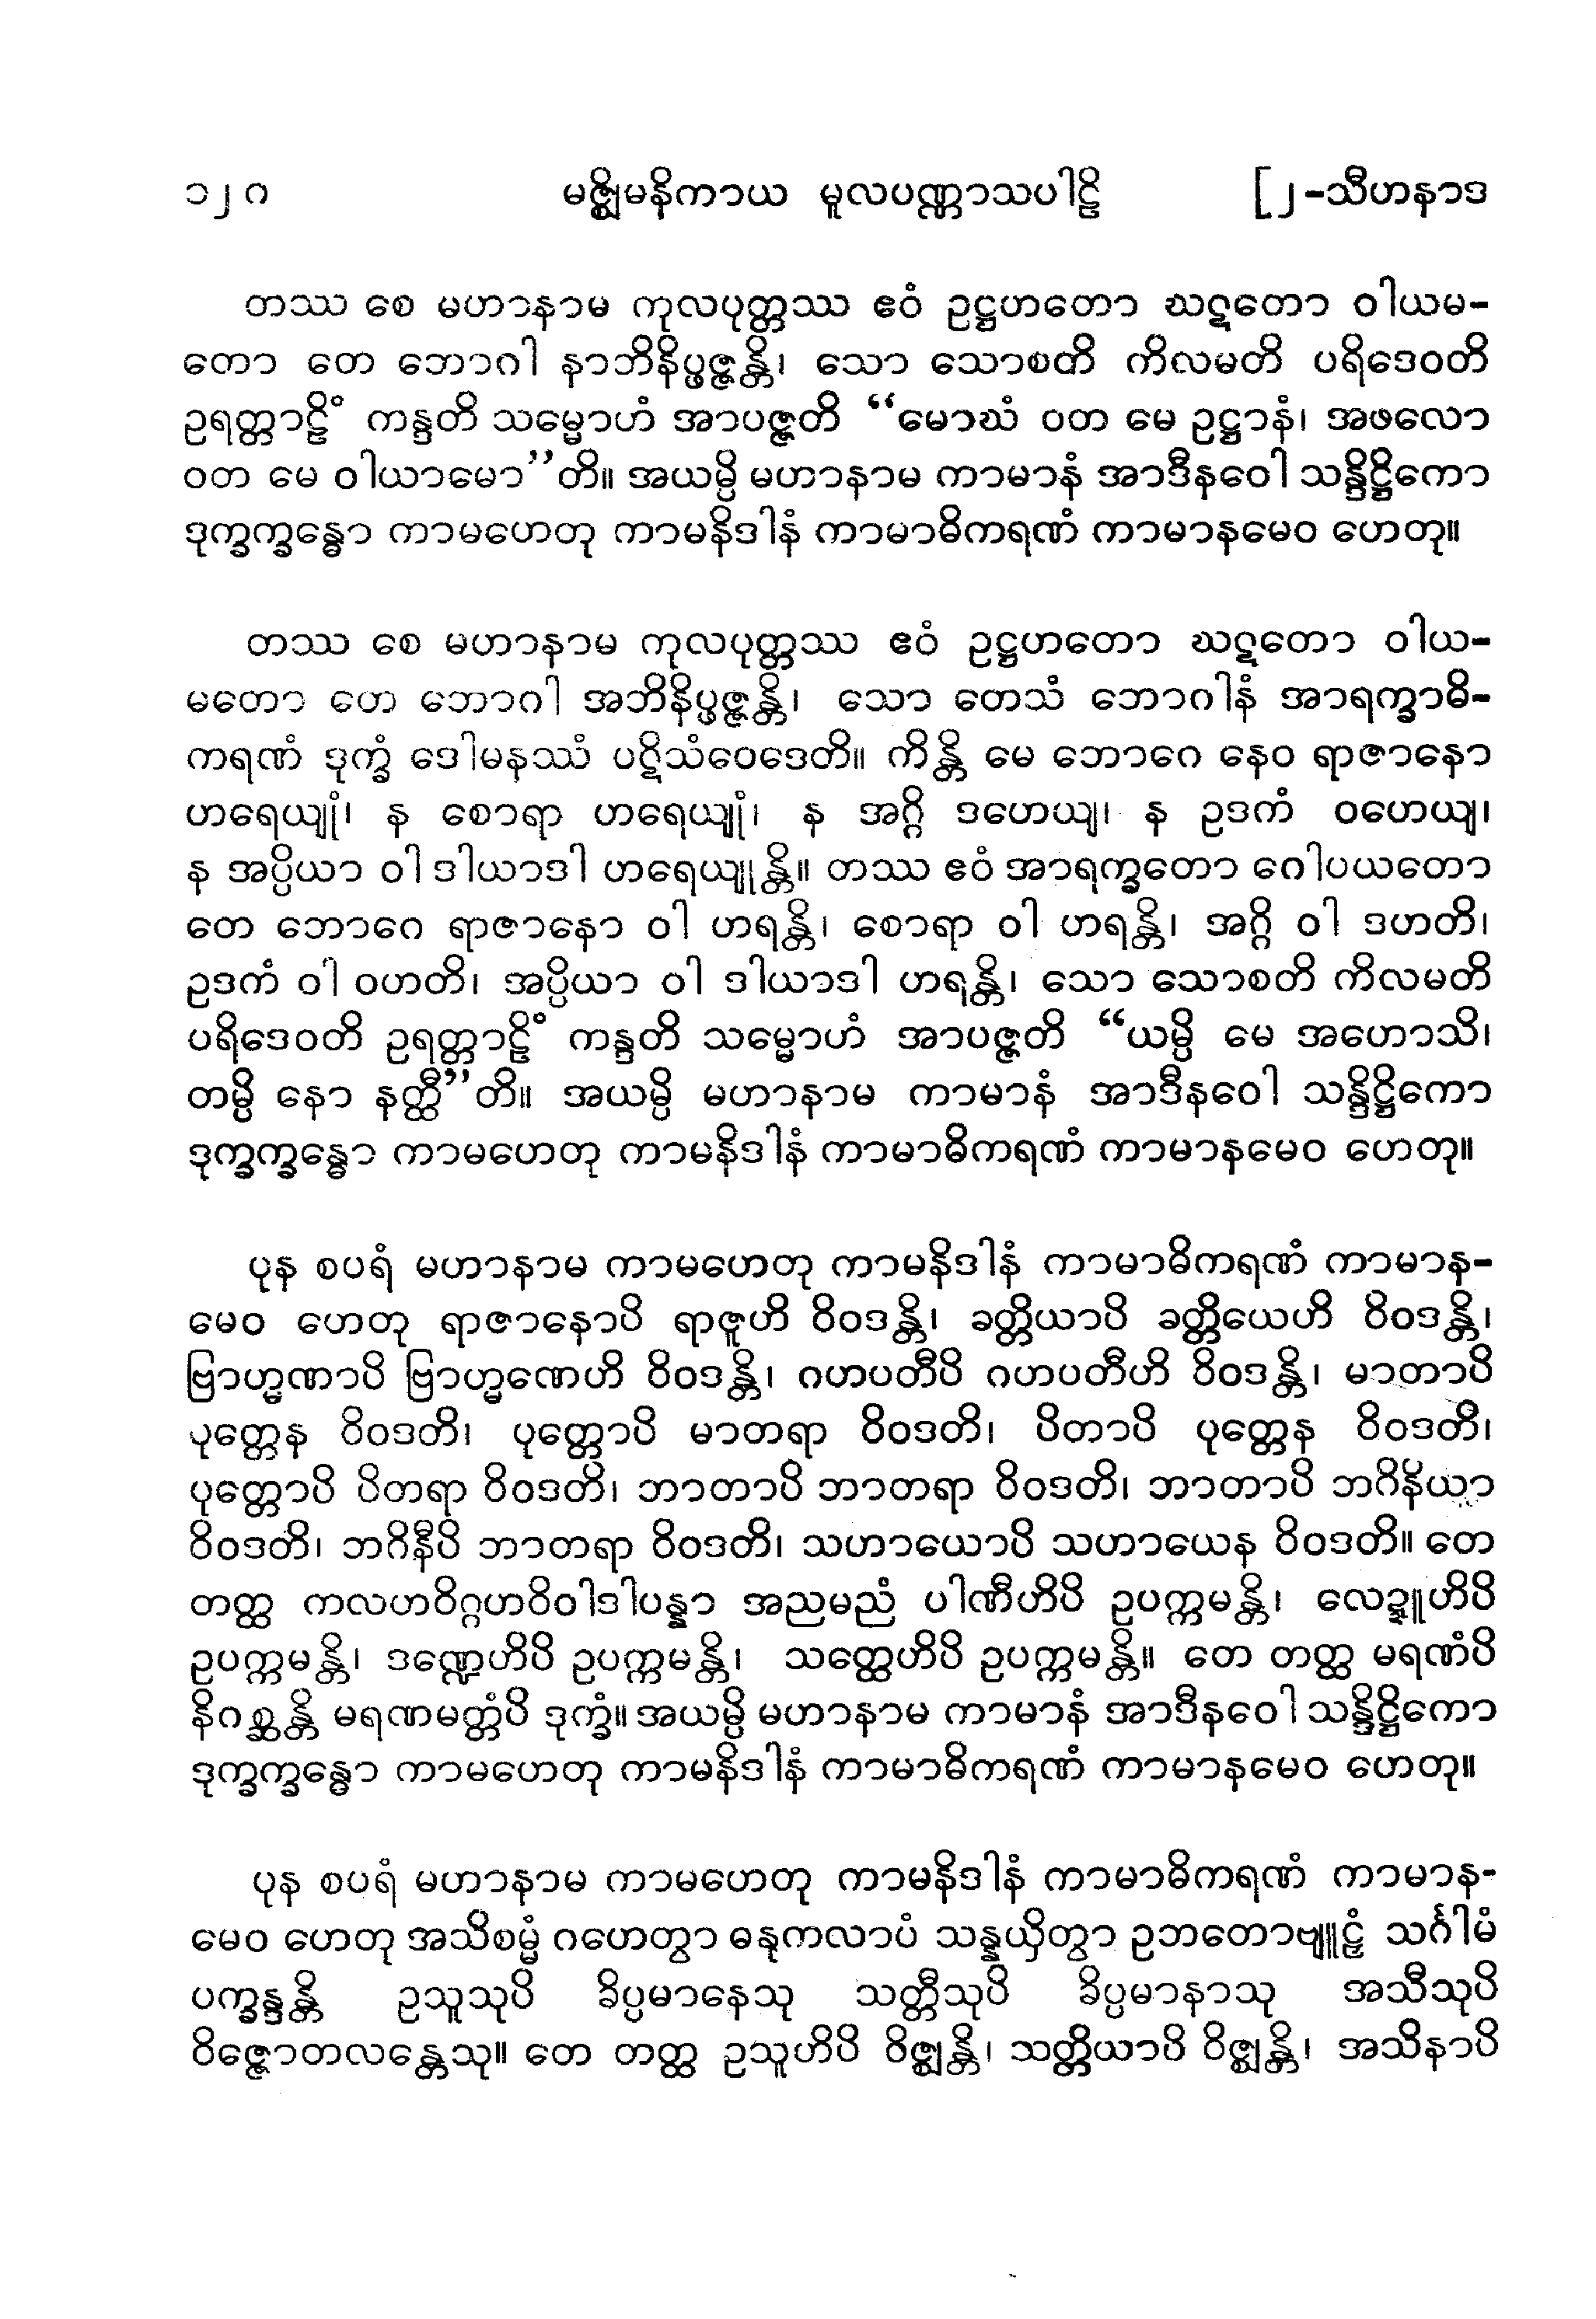 ၁၂၀ မဇ္ဈိမနိကာယ မူလပဏ္ဏာသပါဠိ [၂-သီဟနာဒ
တဿ စေ မဟာနာမ ကုလပုတ္တဿ ဧဝံ ဥဋ္ဌဟတော ဃဋတော ဝါယမ-
တော တေ ဘောဂါ နာဘိနိပ္ဖဇ္ဇန္တိ၊ သော သောစတိ ကိလမတိ ပရိဒေဝတိ
ဥရတ္တာဠိံ ကန္ဒတိ သမ္မောဟံ အာပဇ္ဇတိ “မောဃံ ဝတ မေ ဥဋ္ဌာနံ၊ အဖလော
ဝတ မေ ဝါယာမော”တိ။ အယမ္ပိ မဟာနာမ ကာမာနံ အာဒီနဝေါ သန္ဒိဋ္ဌိကော
ဒုက္ခက္ခန္ဓော ကာမဟေတု ကာမနိဒါနံ ကာမာဓိကရဏံ ကာမာနမေဝ ဟေတု။
တဿ စေ မဟာနာမ ကုလပုတ္တဿ ဧဝံ ဥဋ္ဌဟတော ဃဋတော ဝါယ-
မတော တေ ဘောဂါ အဘိနိပ္ဖဇ္ဇန္တိ၊ သော တေသံ ဘောဂါနံ အာရက္ခာဓိ-
ကရဏံ ဒုက္ခံ ဒေါမနဿံ ပဋိသံဝေဒေတိ။ ကိန္တိ မေ ဘောဂေ နေဝ ရာဇာနော
ဟရေယျုံ၊ န စောရာ ဟရေယျုံ၊ န အဂ္ဂိ ဒဟေယျ၊ န ဥဒကံ ဝဟေယျ၊
န အပ္ပိယာ ဝါ ဒါယာဒါ ဟရေယျုန္တိ။ တဿ ဧဝံ အာရက္ခတော ဂေါပယတော
တေ ဘောဂေ ရာဇာနော ဝါ ဟရန္တိ၊ စောရာ ဝါ ဟရန္တိ၊ အဂ္ဂိ ဝါ ဒဟတိ၊
ဥဒကံ ဝါ ဝဟတိ၊ အပ္ပိယာ ဝါ ဒါယာဒါ ဟရန္တိ၊ သော သောစတိ ကိလမတိ
ပရိဒေဝတိ ဥရတ္တာဠိံ ကန္ဒတိ သမ္မောဟံ အာပဇ္ဇတိ “ယမ္ပိ မေ အဟောသိ၊
တမ္ပိ နော နတ္ထီ”တိ။ အယမ္ပိ မဟာနာမ ကာမာနံ အာဒီနဝေါ သန္ဒိဋ္ဌိကော
ဒုက္ခက္ခန္ဓော ကာမဟေတု ကာမနိဒါနံ ကာမာဓိကရဏံ ကာမာနမေဝ ဟေတု။
ပုန စပရံ မဟာနာမ ကာမဟေတု ကာမနိဒါနံ ကာမာဓိကရဏံ ကာမာန-
မေဝ ဟေတု ရာဇာနောပိ ရာဇူဟိ ဝိဝဒန္တိ၊ ခတ္တိယာပိ ခတ္တိယေဟိ ဝိဝဒန္တိ၊
ဗြာဟ္မဏာပိ ဗြာဟ္မဏေဟိ ဝိဝဒန္တိ၊ ဂဟပတီပိ ဂဟပတီဟိ ဝိဝဒန္တိ၊ မာတာပိ
ပုတ္တေန ဝိဝဒတိ၊ ပုတ္တောပိ မာတရာ ဝိဝဒတိ၊ ပိတာပိ ပုတ္တေန ဝိဝဒတိ၊
ပုတ္တောပိ ပိတရာ ဝိဝဒတိ၊ ဘာတာပိ ဘာတရာ ဝိဝဒတိ၊ ဘာတာပိ ဘဂိနိယာ
ဝိဝဒတိ၊ ဘဂိနီပိ ဘာတရာ ဝိဝဒတိ၊ သဟာယောပိ သဟာယေန ဝိဝဒတိ။ တေ
တတ္ထ ကလဟဝိဂ္ဂဟဝိဝါဒါပန္နာ အညမညံ ပါဏီဟိပိ ဥပက္ကမန္တိ၊ လေဍ္ဍူဟိပိ
ဥပက္ကမန္တိ၊ ဒဏ္ဍေဟိပိ ဥပက္ကမန္တိ၊ သတ္ထေဟိပိ ဥပက္ကမန္တိ။ တေ တတ္ထ မရဏံပိ
နိဂစ္ဆန္တိ မရဏမတ္တံပိ ဒုက္ခံ။ အယမ္ပိ မဟာနာမ ကာမာနံ အာဒီနဝေါ သန္ဒိဋ္ဌိကော
ဒုက္ခက္ခန္ဓော ကာမဟေတု ကာမနိဒါနံ ကာမာဓိကရဏံ ကာမာနမေဝ ဟေတု။
ပုန စပရံ မဟာနာမ ကာမဟေတု ကာမနိဒါနံ ကာမာဓိကရဏံ ကာမာန-
မေဝ ဟေတု အသိစမ္မံ ဂဟေတွာ ဓနုကလာပံ သန္နယှိတွာ ဥဘတောဗျူဠှံ သင်္ဂါမံ
ပက္ခန္ဒန္တိ ဥသူသုပိ ခိပ္ပမာနေသု သတ္တီသုပိ ခိပ္ပမာနာသု အသီသုပိ
ဝိဇ္ဇောတလန္တေသု။ တေ တတ္ထ ဥသူဟိပိ ဝိဇ္ဈန္တိ၊ သတ္တိယာပိ ဝိဇ္ဈန္တိ၊ အသိနာပိ